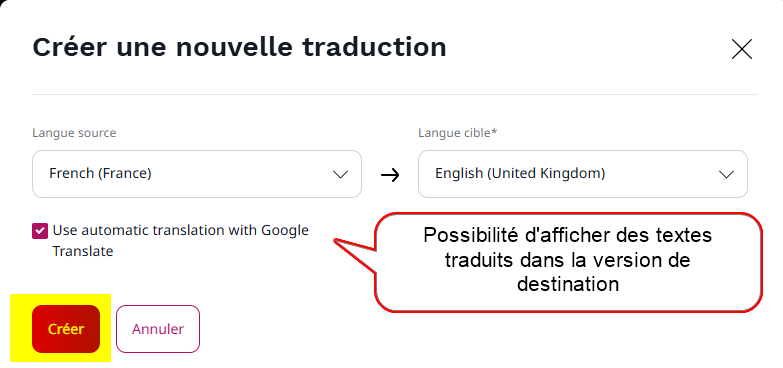 Créer une nouvelle traduction
Langue source
Langue cible*
French (France)
English (United Kingdom)
Use automatic translation with Google
Translate
Possibilité d'afficher des textes
traduits dans la version de
destination
Créer
Annuler